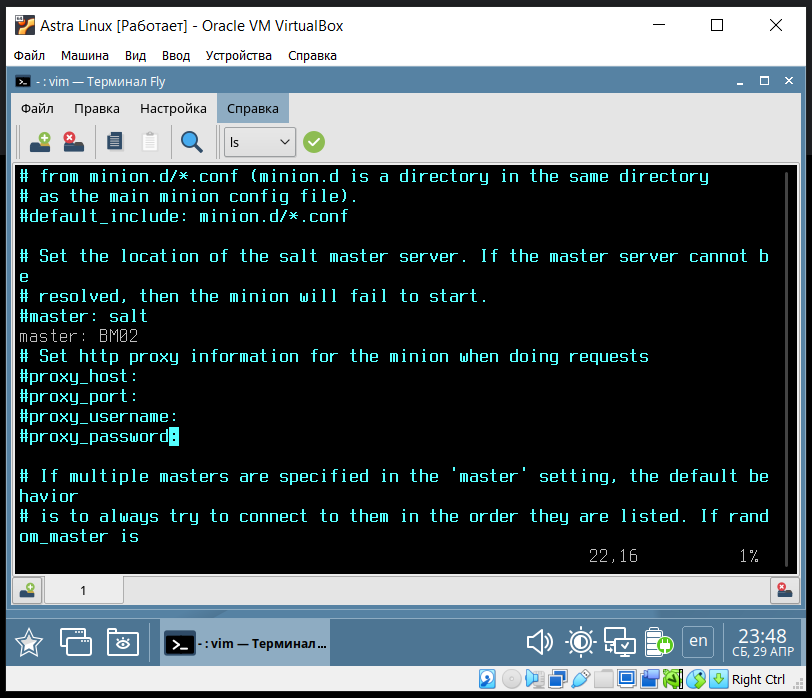 Astra Linux [Работает] - Oracle VM VirtualBox
Файл Машина Вид Ввод Устройства Справка
- : vim — Терминал Fly
Файл Правка Настройка Справка
ls
# from minion.d/*.conf (minion.d is a directory in the same directory
# as the main minion config file).
#default_include: minion.d/*.conf
# Set the location of the salt master server. If the master server cannot b
e
# resolved, then the minion will fail to start.
#master: salt
master: BM02
# Set http proxy information for the minion when doing requests
#proxy_host:
#proxy_port:
#proxy_username:
#proxy_password:
# If multiple masters are specified in the 'master' setting, the default be
havior
# is to always try to connect to them in the order they are listed. If rand
om_master is
22,16 1%
1
- : vim — Терминал...
en
23:48
СБ, 29 АПР
Right Ctrl